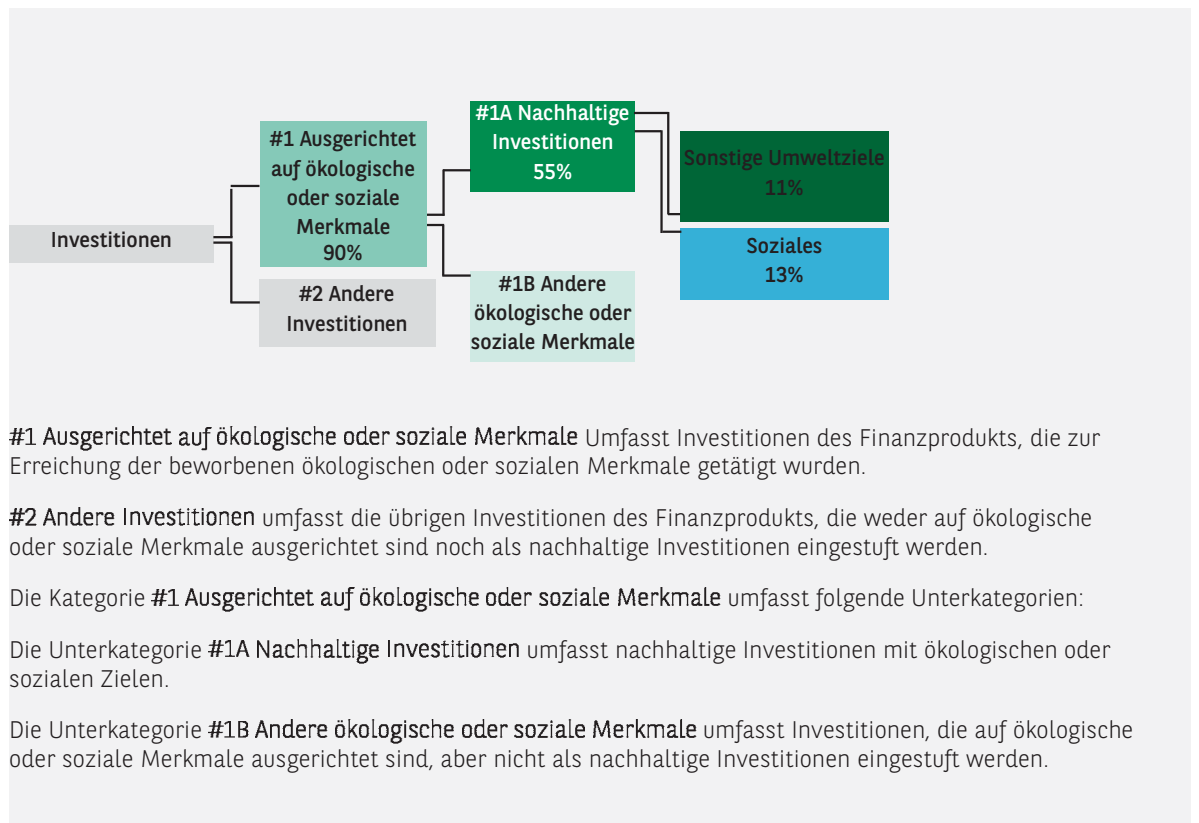 Investitionen
#1 Ausgerichtet
auf ökologische
oder soziale
Merkmale
90%
#2 Andere
Investitionen
#1A Nachhaltige
Investitionen
55%
#1B Andere
ökologische oder
soziale Merkmale
Sonstige Umweltziele
11%
Soziales
13%
#1 Ausgerichtet auf ökologische oder soziale Merkmale Umfasst Investitionen des Finanzprodukts, die zur
Erreichung der beworbenen ökologischen oder sozialen Merkmale getätigt wurden.
#2 Andere Investitionen umfasst die übrigen Investitionen des Finanzprodukts, die weder auf ökologische
oder soziale Merkmale ausgerichtet sind noch als nachhaltige Investitionen eingestuft werden.
Die Kategorie #1 Ausgerichtet auf ökologische oder soziale Merkmale umfasst folgende Unterkategorien:
Die Unterkategorie #1A Nachhaltige Investitionen umfasst nachhaltige Investitionen mit ökologischen oder
sozialen Zielen.
Die Unterkategorie #1B Andere ökologische oder soziale Merkmale umfasst Investitionen, die auf ökologische
oder soziale Merkmale ausgerichtet sind, aber nicht als nachhaltige Investitionen eingestuft werden.